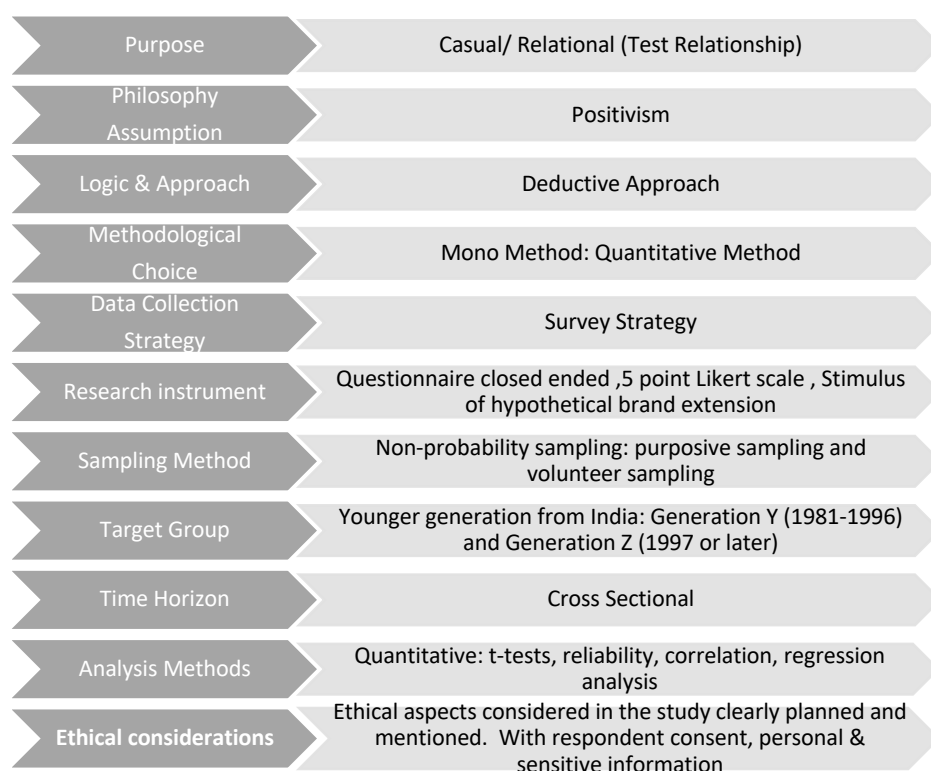 Purpose
Casual/ Relational (Test Relationship)
Philosophy
Assumption
Positivism
Logic & Approach
Deductive Approach
Methodological
Choice
Mono Method: Quantitative Method
Data Collection
Strategy
Survey Strategy
Research instrument
Questionnaire closed ended ,5 point Likert scale , Stimulus
of hypothetical brand extension
Sampling Method
Non-probability sampling: purposive sampling and
volunteer sampling
Target Group
Younger generation from India: Generation Y (1981-1996)
and Generation Z (1997 or later)
Time Horizon
Cross Sectional
Analysis Methods
Quantitative: t-tests, reliability, correlation, regression
analysis
Ethical considerations
Ethical aspects considered in the study clearly planned and
mentioned. With respondent consent, personal &
sensitive information